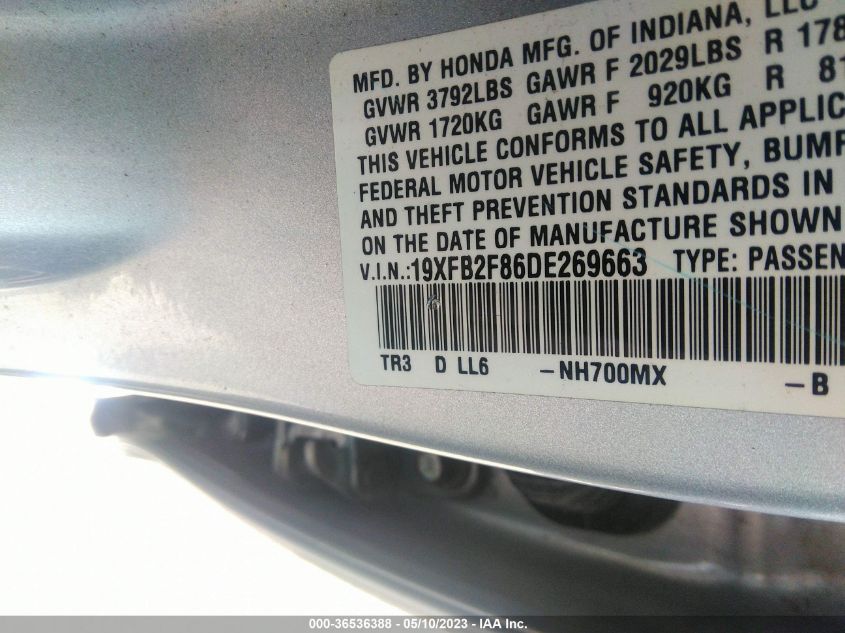 MFD. BY HONDA MFG. OF INDIANA, LLC
GVWR 3792LBS GAWR F 2029LBS R 178
GVWR 1720KG GAWR F 920KG R 81
THIS VEHICLE CONFORMS TO ALL APPLIC
FEDERAL MOTOR VEHICLE SAFETY, BUMP
AND THEFT PREVENTION STANDARDS IN
ON THE DATE OF MANUFACTURE SHOWN
V.I.N.:19XFB2F86DE269663 TYPE: PASSEN
TR3 D LL6 -NH700MX -B
000-36536388 - 05/10/2023 - IAA Inc.